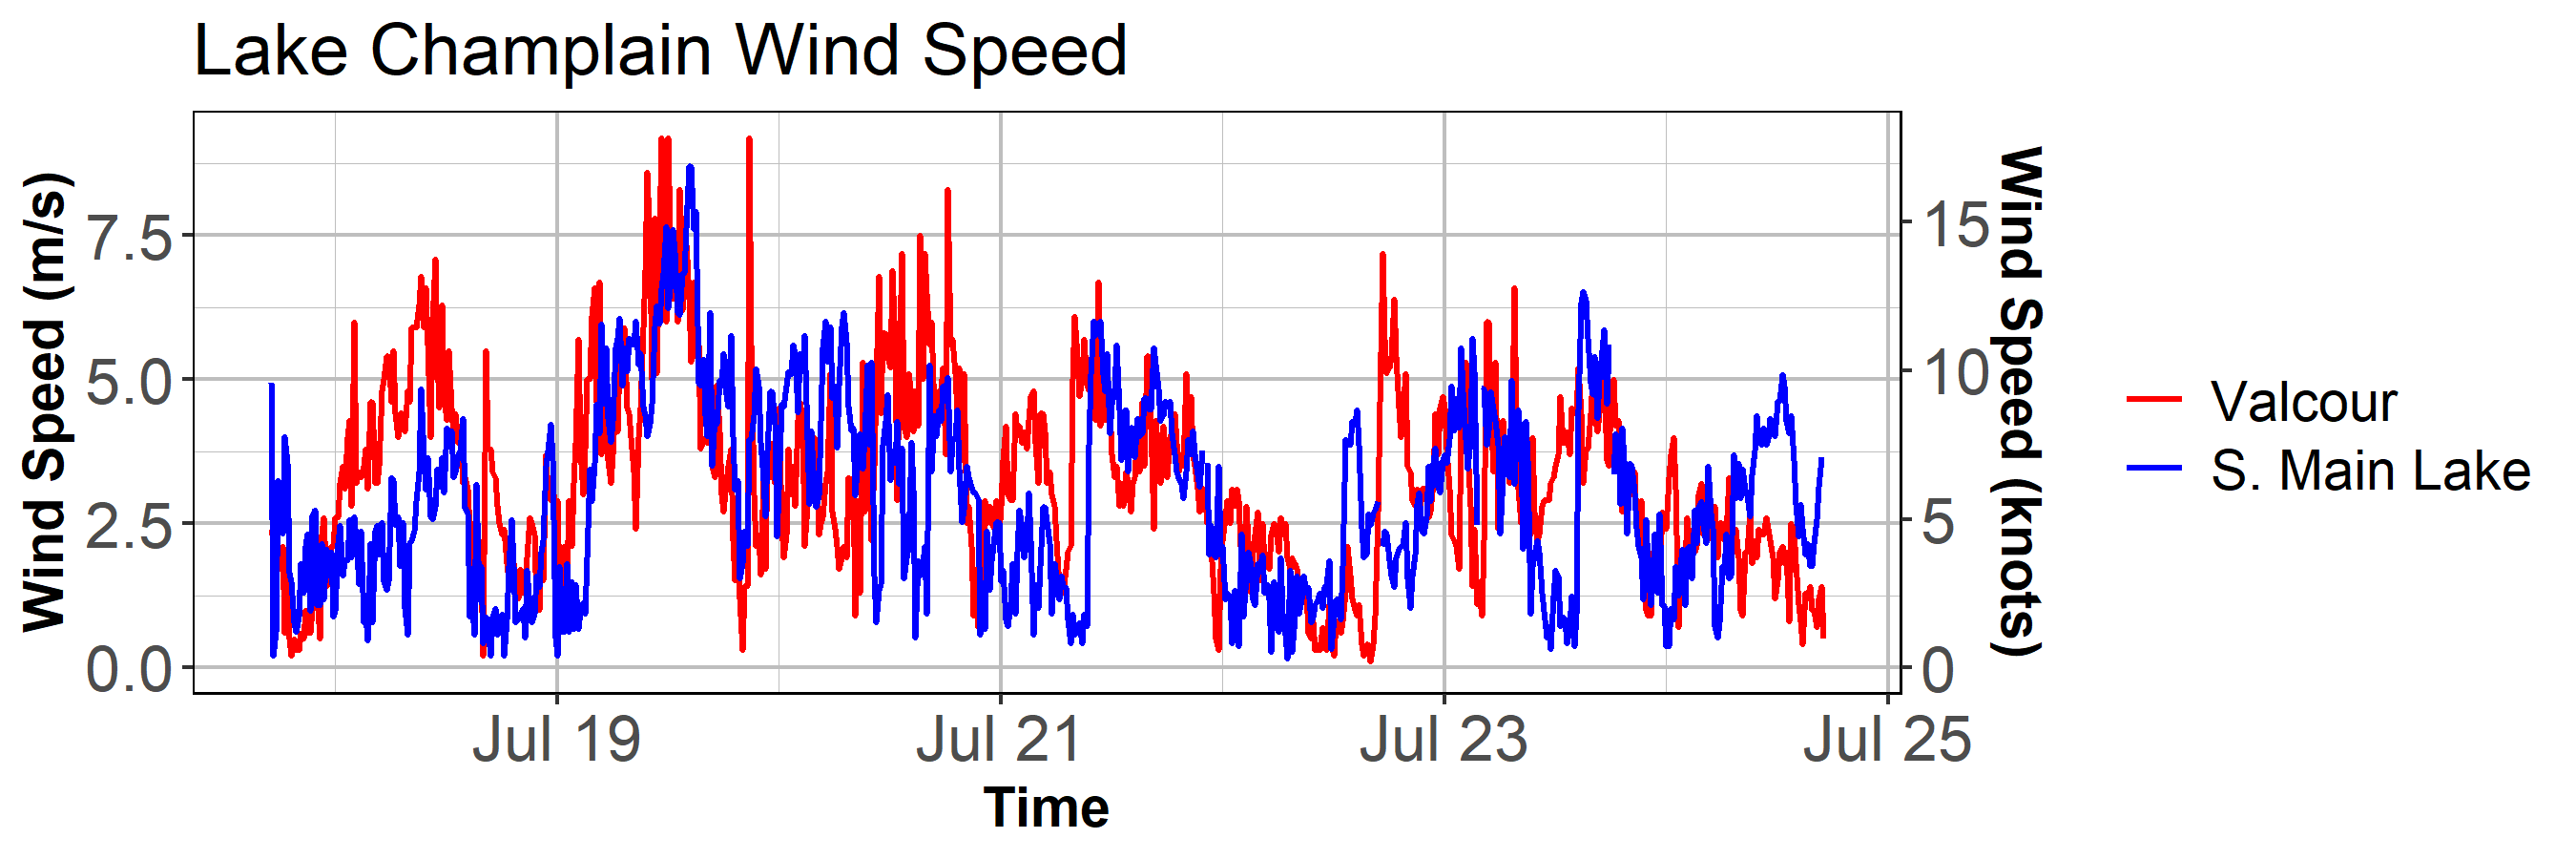 Lake Champlain Wind Speed
Wind Speed (m/s)
7.5
5.0
2.5
0.0
15
10
5
0
Wind Speed (knots)
Jul 19
Jul 21
Jul 23
Jul 25
Time
Valcour
S. Main Lake